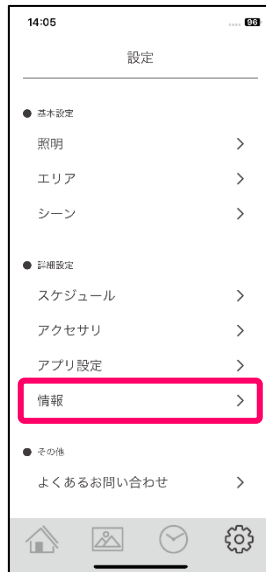 14:05
96
設定
● 基本設定
照明
エリア
シーン
● 詳細設定
スケジュール
アクセサリ
アプリ設定
情報
● その他
よくあるお問い合わせ